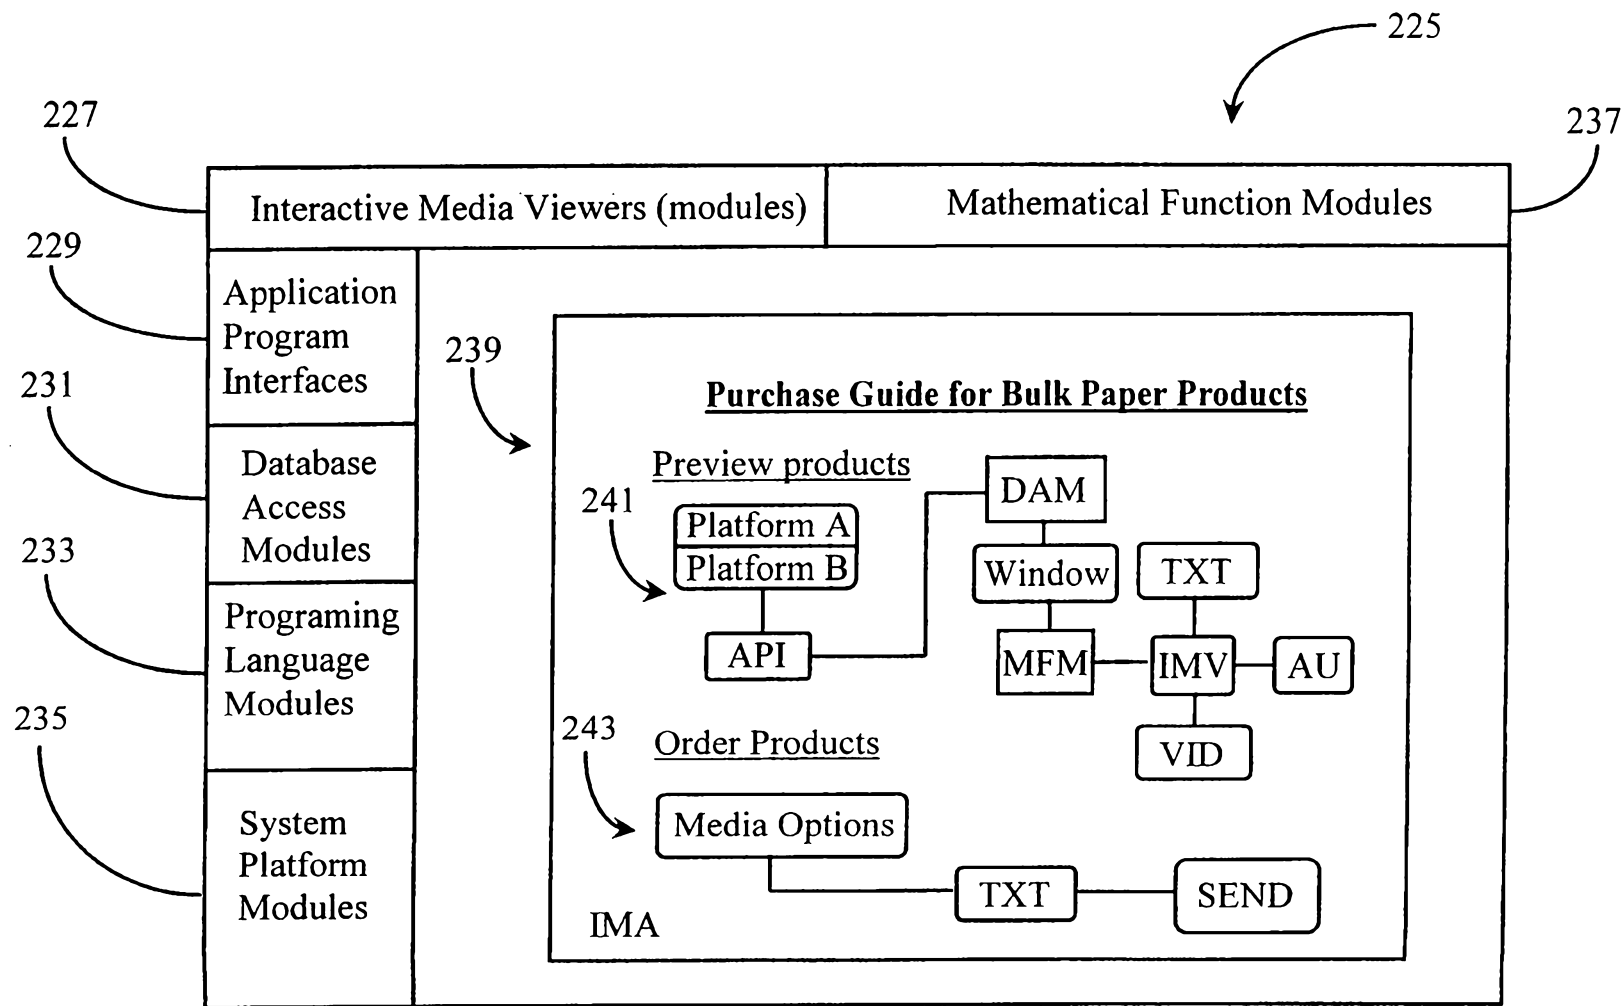 225
227
237
Interactive Media Viewers (modules)
Mathematical Function Modules
229
Application
Program
Interfaces
239
231
Purchase Guide for Bulk Paper Products
Database
Access
Modules
Preview products
DAM
241
Platform A
Platform B
Window
TXT
233
Programing
Language
Modules
API
MFM
IMV
AU
235
243
Order Products
VID
System
Platform
Modules
Media Options
TXT
SEND
IMA